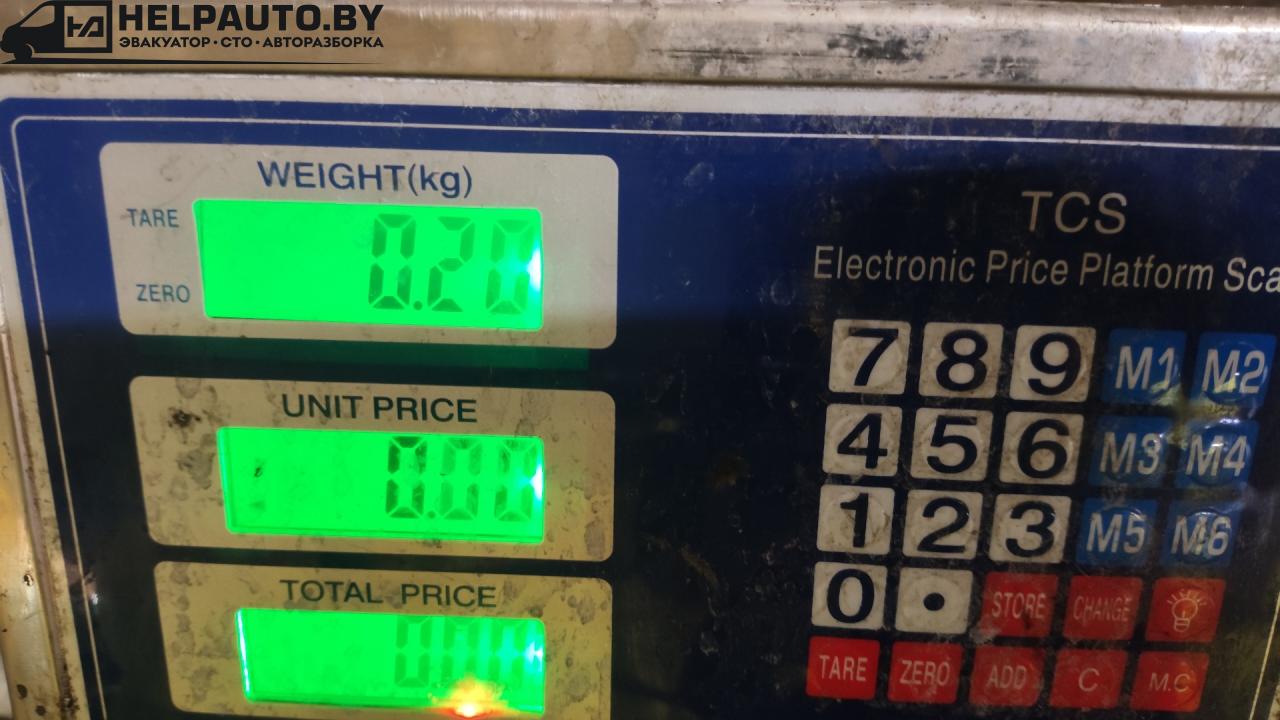 HELPAUTO.BY
ЭВАКУАТОР · СТО · АВТОРАЗБОРКА
WEIGHT(kg)
TARE
0.20
ZERO
UNIT PRICE
0.00
TOTAL PRICE
TCS
Electronic Price Platform Sca
7 8 9 M1 M2
4 5 6 M3 M4
1 2 3 M5 M6
0 • STORE CHANGE
TARE ZERO ADD C M.C